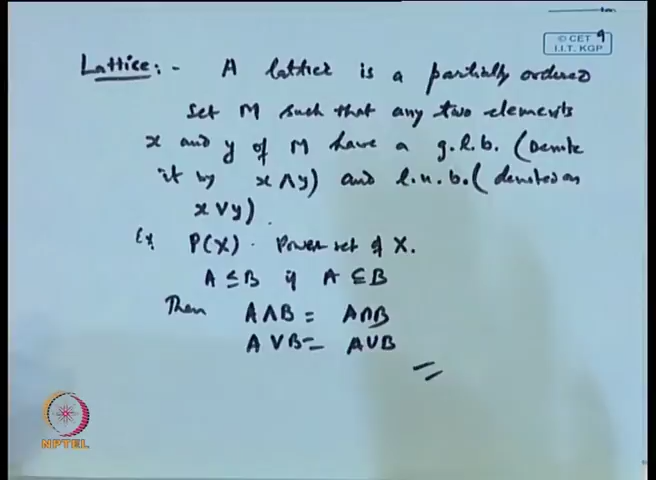 © CET
I.I.T. KGP
9
Lattice:- A lattice is a partially ordered
set M such that any two elements
x and y of M have a g.l.b. (Denote
it by x ∧ y) and l.u.b. (denoted as
x ∨ y).
Ex. P(X). Power set of X.
A ≤ B if A ⊆ B
Then A ∧ B = A ∩ B
A ∨ B = A ∪ B
NPTEL